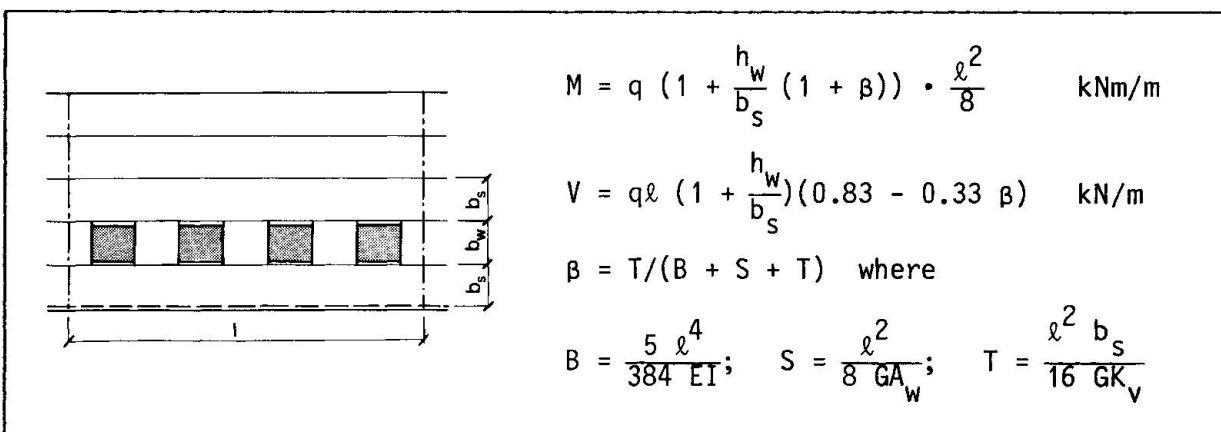 b_s
b_w
b_s
l
M = q (1 + h_w/b_s (1 + β)) • ℓ²/8 kNm/m
V = qℓ (1 + h_w/b_s)(0.83 - 0.33 β) kN/m
β = T/(B + S + T) where
B = 5 ℓ⁴/384 EI; S = ℓ²/8 GA_w; T = ℓ² b_s/16 GK_v